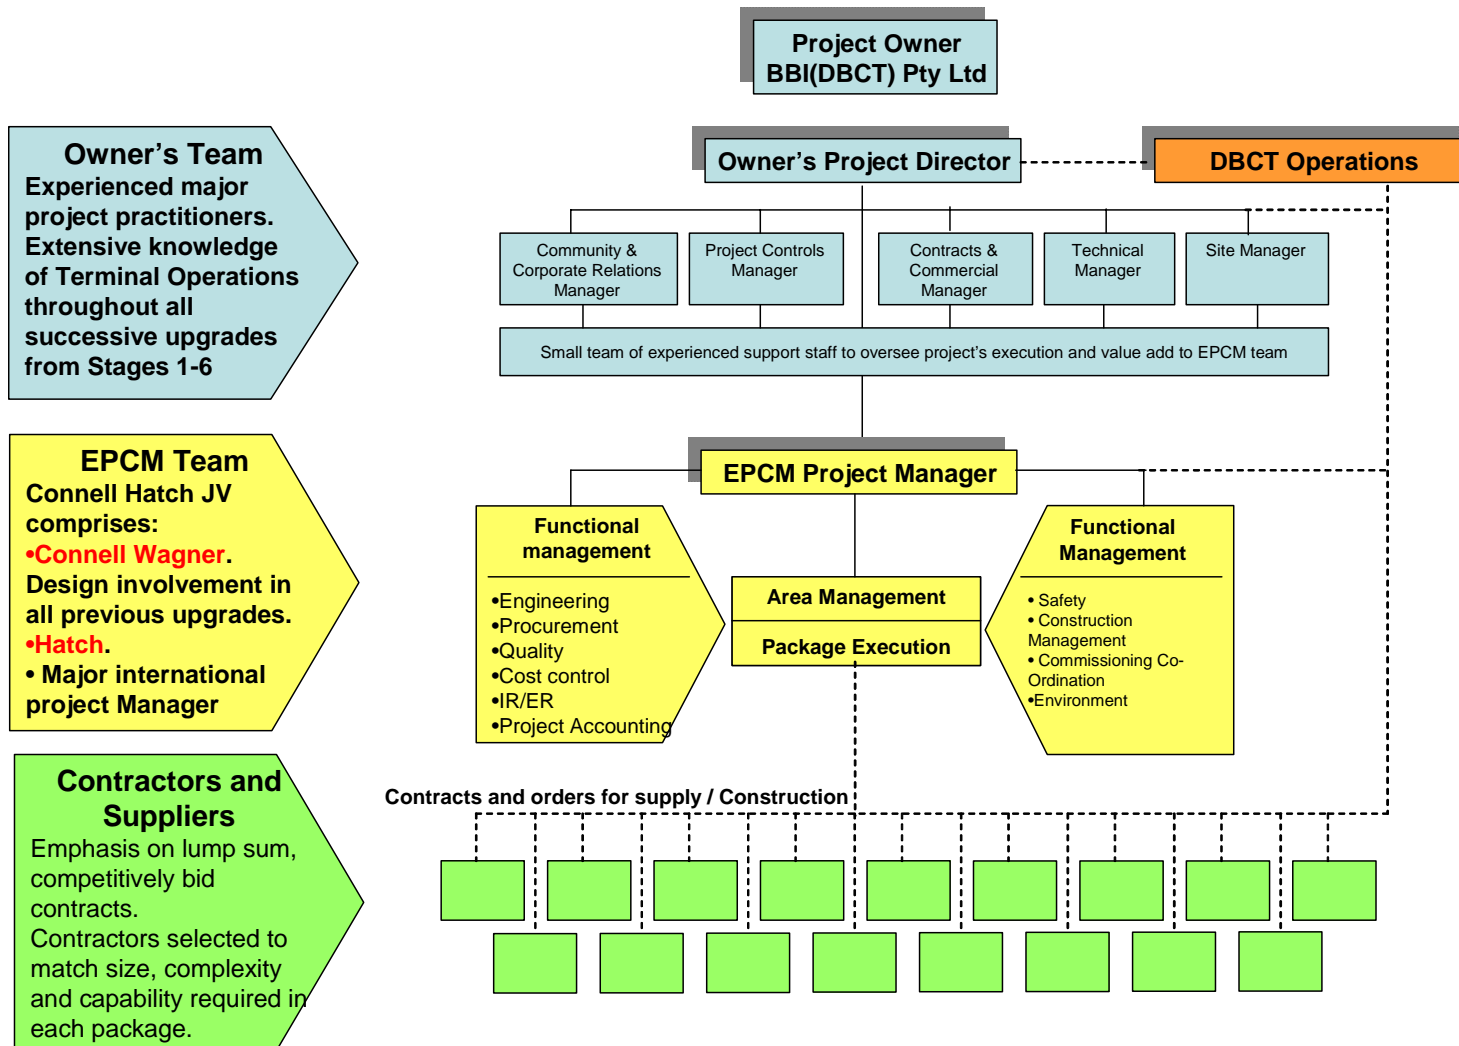 Project Owner
BBI(DBCT) Pty Ltd
Owner’s Team
Experienced major
project practitioners.
Extensive knowledge
of Terminal Operations
throughout all
successive upgrades
from Stages 1-6
Owner’s Project Director
DBCT Operations
Community &
Corporate Relations
Manager
Project Controls
Manager
Contracts &
Commercial
Manager
Technical
Manager
Site Manager
Small team of experienced support staff to oversee project’s execution and value add to EPCM team
EPCM Team
Connell Hatch JV
comprises:
•Connell Wagner.
Design involvement in
all previous upgrades.
•Hatch.
• Major international
project Manager
EPCM Project Manager
Functional
management
•Engineering
•Procurement
•Quality
•Cost control
•IR/ER
•Project Accounting
Area Management
Package Execution
Functional
Management
• Safety
• Construction
Management
• Commissioning Co-
Ordination
•Environment
Contractors and
Suppliers
Emphasis on lump sum,
competitively bid
contracts.
Contractors selected to
match size, complexity
and capability required in
each package.
Contracts and orders for supply / Construction